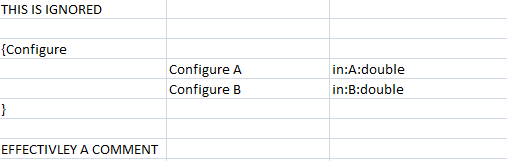 THIS IS IGNORED
{Configure
Configure A in:A:double
Configure B in:B:double
}
EFFECTIVLEY A COMMENT